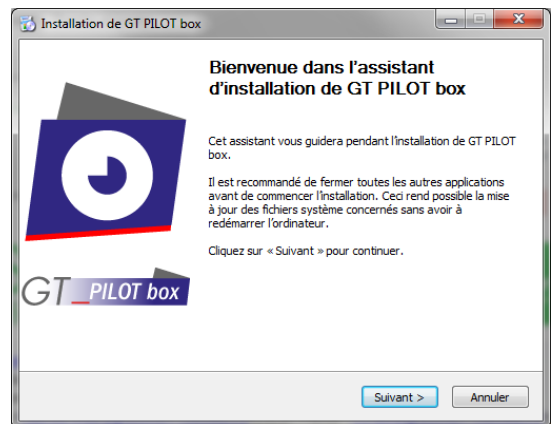 Installation de GT PILOT box
Bienvenue dans l'assistant
d'installation de GT PILOT box
Cet assistant vous guidera pendant l'installation de GT PILOT
box.
Il est recommandé de fermer toutes les autres applications
avant de commencer l'installation. Ceci rend possible la mise
à jour des fichiers système concernés sans avoir à
redémarrer l'ordinateur.
Cliquez sur « Suivant » pour continuer.
GT_PILOT box
Suivant >
Annuler